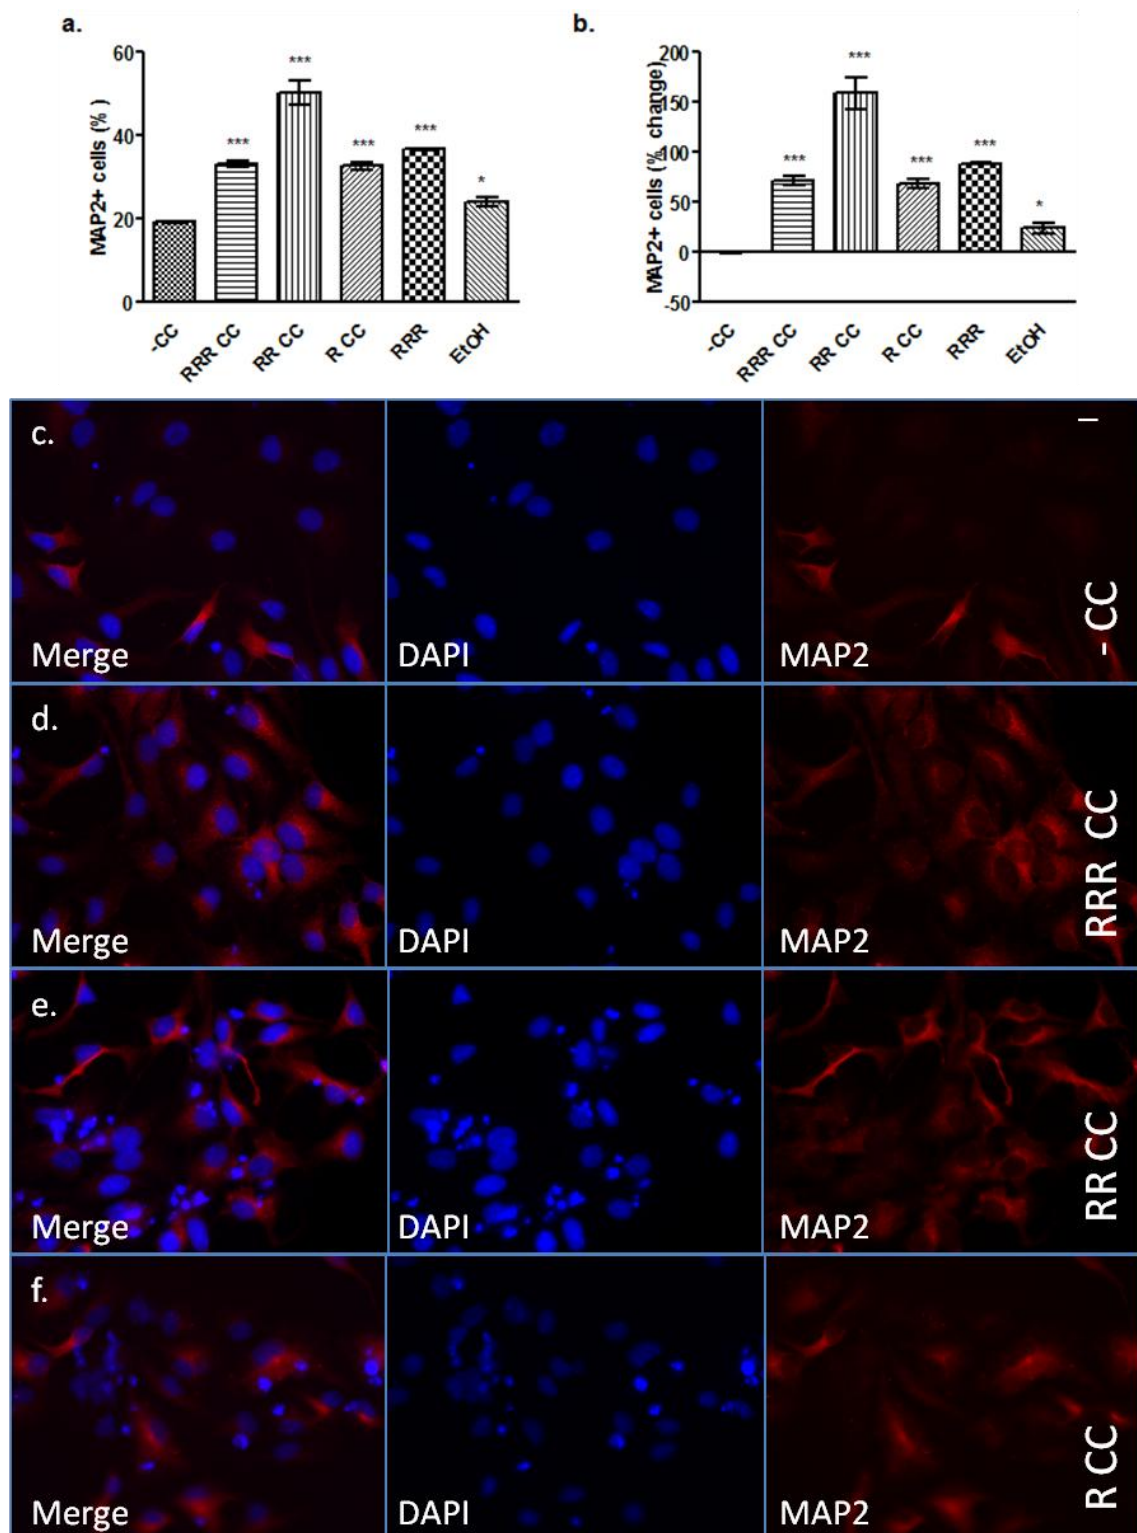 a.
MAP2+ cells (%)
60
40
20
0
***
***
***
***
*
-CC
RRR CC
RR CC
R CC
RRR
EtOH
b.
MAP2+ cells (%, change)
200
150
100
50
0
-50
***
***
***
***
*
-CC
RRR CC
RR CC
R CC
RRR
EtOH
c.
Merge
DAPI
MAP2
- CC
d.
Merge
DAPI
MAP2
RRR CC
e.
Merge
DAPI
MAP2
RR CC
f.
Merge
DAPI
MAP2
R CC